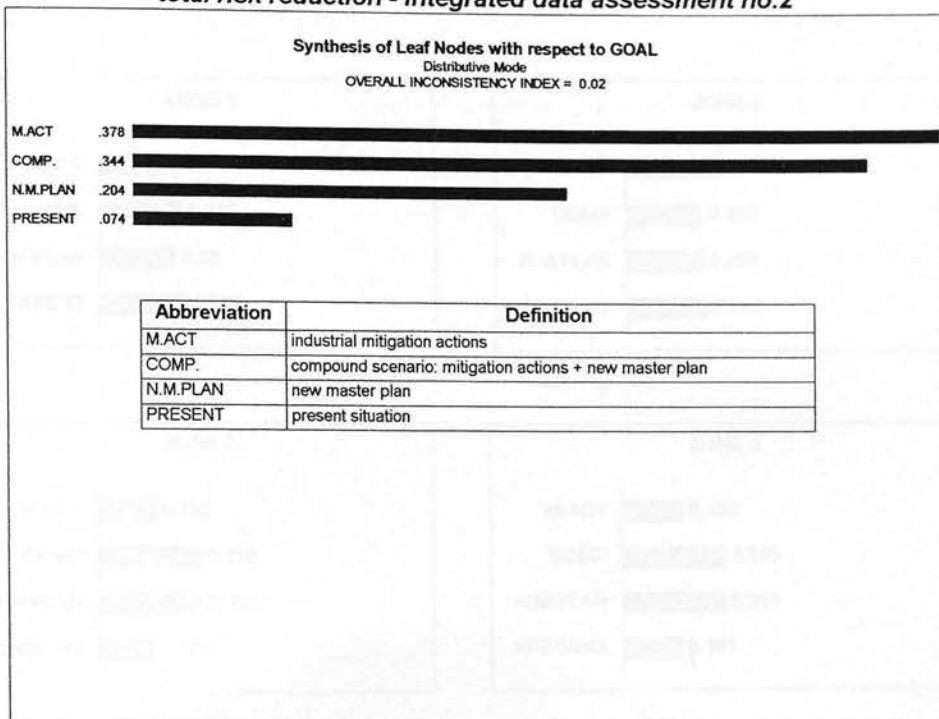 total risk reduction - integrated data assessment no.2
Synthesis of Leaf Nodes with respect to GOAL
Distributive Mode
OVERALL INCONSISTENCY INDEX = 0.02
M.ACT .378
COMP. .344
N.M.PLAN .204
PRESENT .074
Abbreviation Definition
M.ACT industrial mitigation actions
COMP. compound scenario: mitigation actions + new master plan
N.M.PLAN new master plan
PRESENT present situation